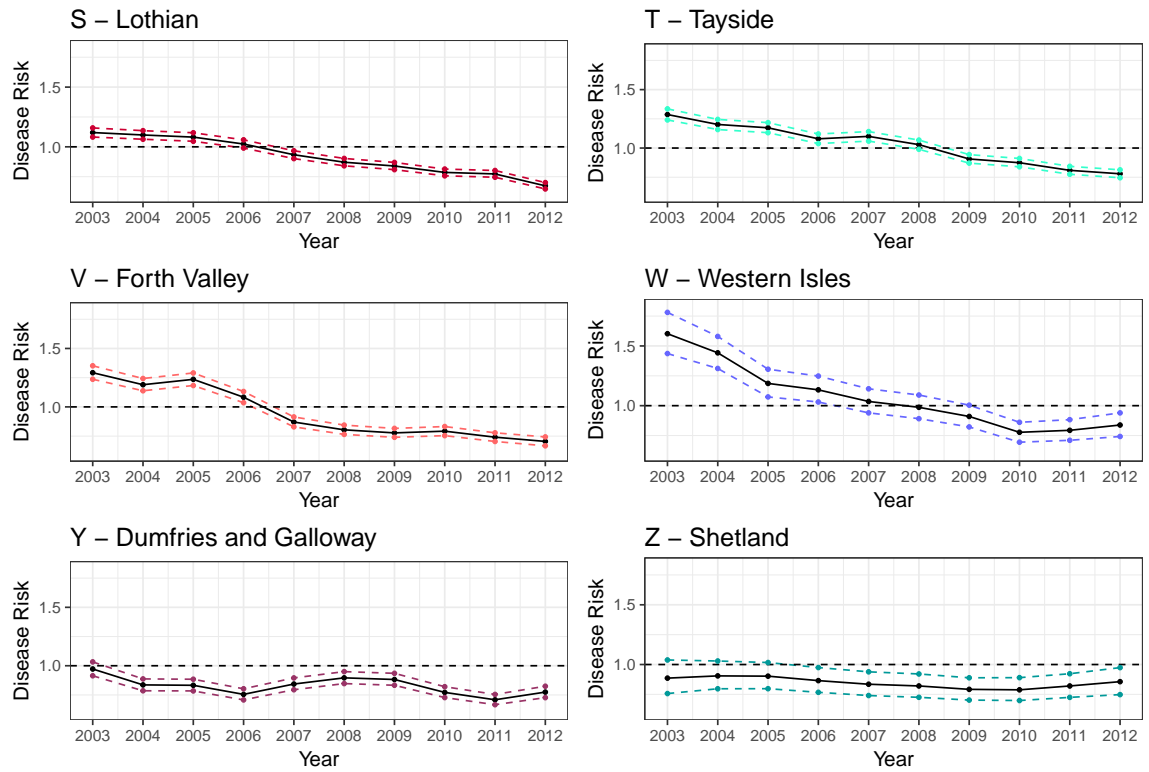 S – Lothian
Disease Risk
1.5
1.0
2003 2004 2005 2006 2007 2008 2009 2010 2011 2012
Year
T – Tayside
Disease Risk
1.5
1.0
2003 2004 2005 2006 2007 2008 2009 2010 2011 2012
Year
V – Forth Valley
Disease Risk
1.5
1.0
2003 2004 2005 2006 2007 2008 2009 2010 2011 2012
Year
W – Western Isles
Disease Risk
1.5
1.0
2003 2004 2005 2006 2007 2008 2009 2010 2011 2012
Year
Y – Dumfries and Galloway
Disease Risk
1.5
1.0
2003 2004 2005 2006 2007 2008 2009 2010 2011 2012
Year
Z – Shetland
Disease Risk
1.5
1.0
2003 2004 2005 2006 2007 2008 2009 2010 2011 2012
Year